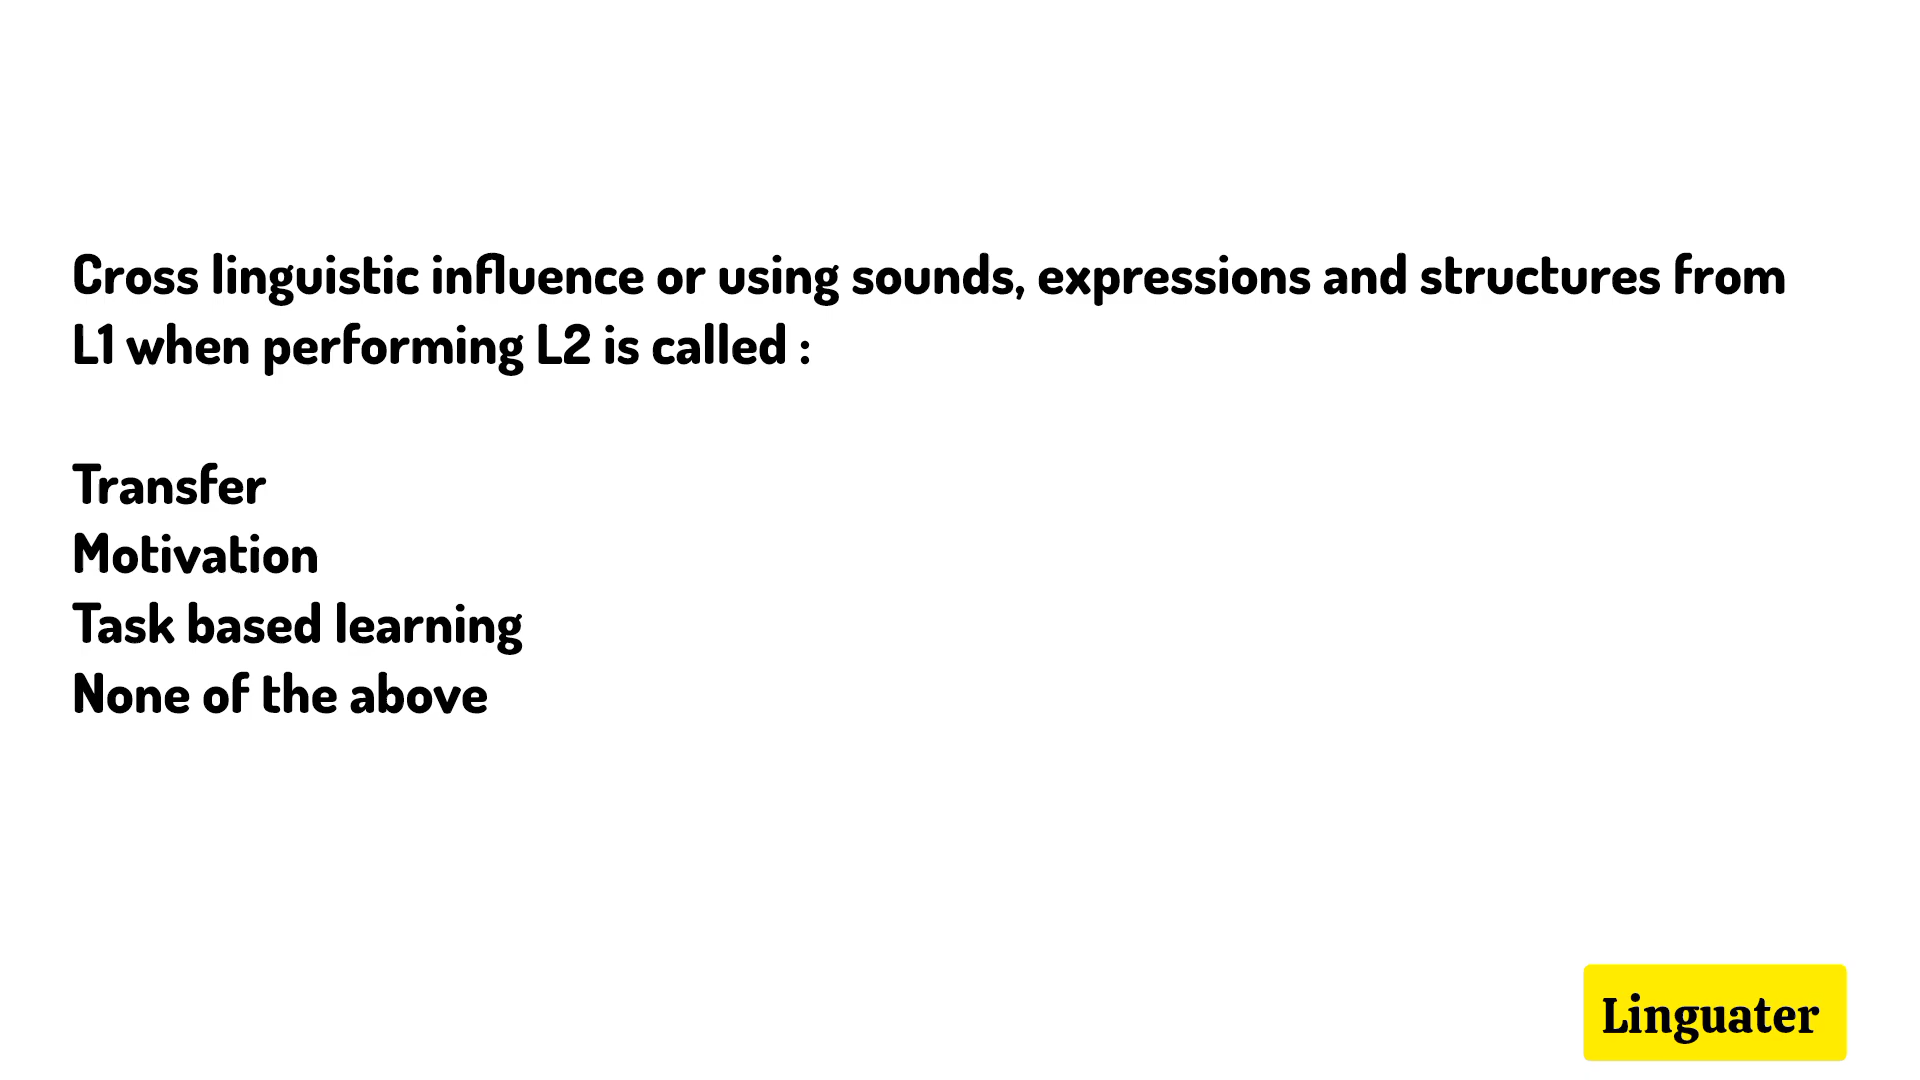 Cross linguistic influence or using sounds, expressions and structures from
L1 when performing L2 is called :
Transfer
Motivation
Task based learning
None of the above
Linguater